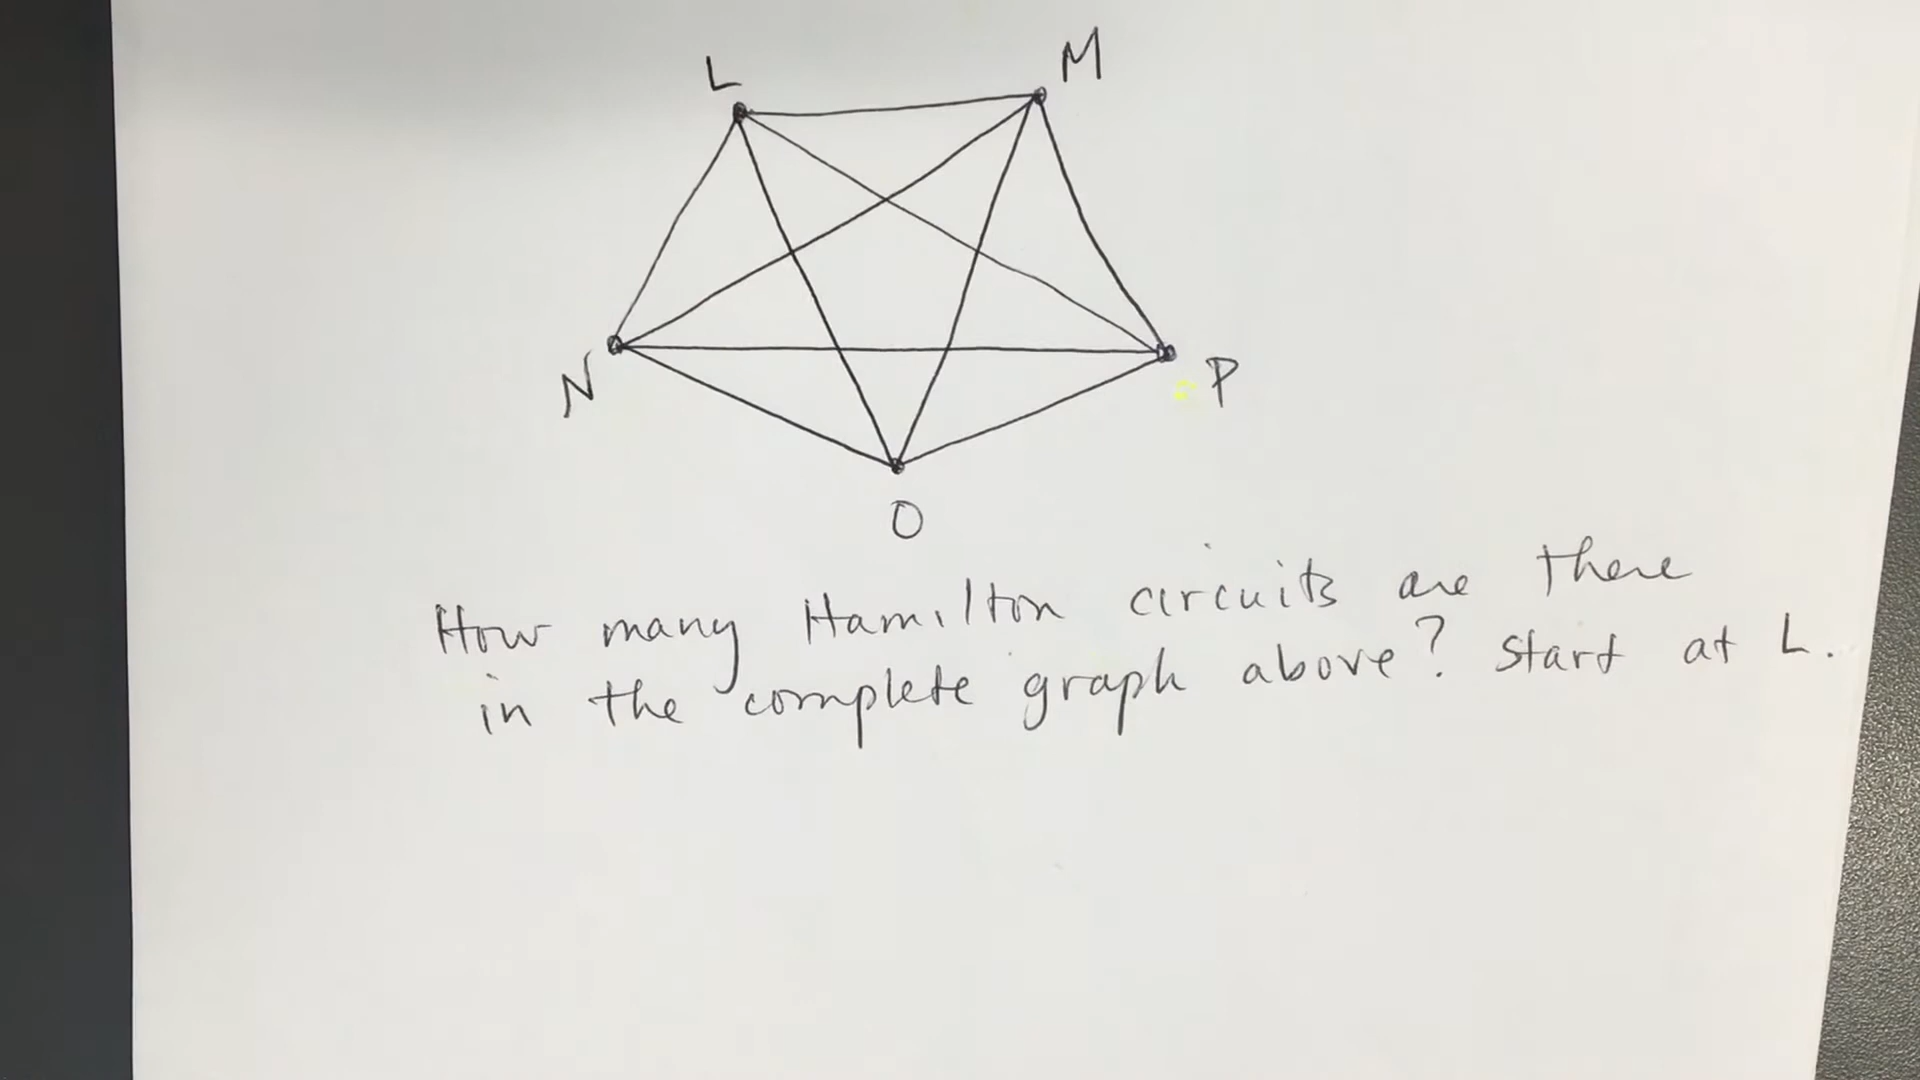 L
M
N
P
O
How many Hamilton circuits are there
in the complete graph above? Start at L.